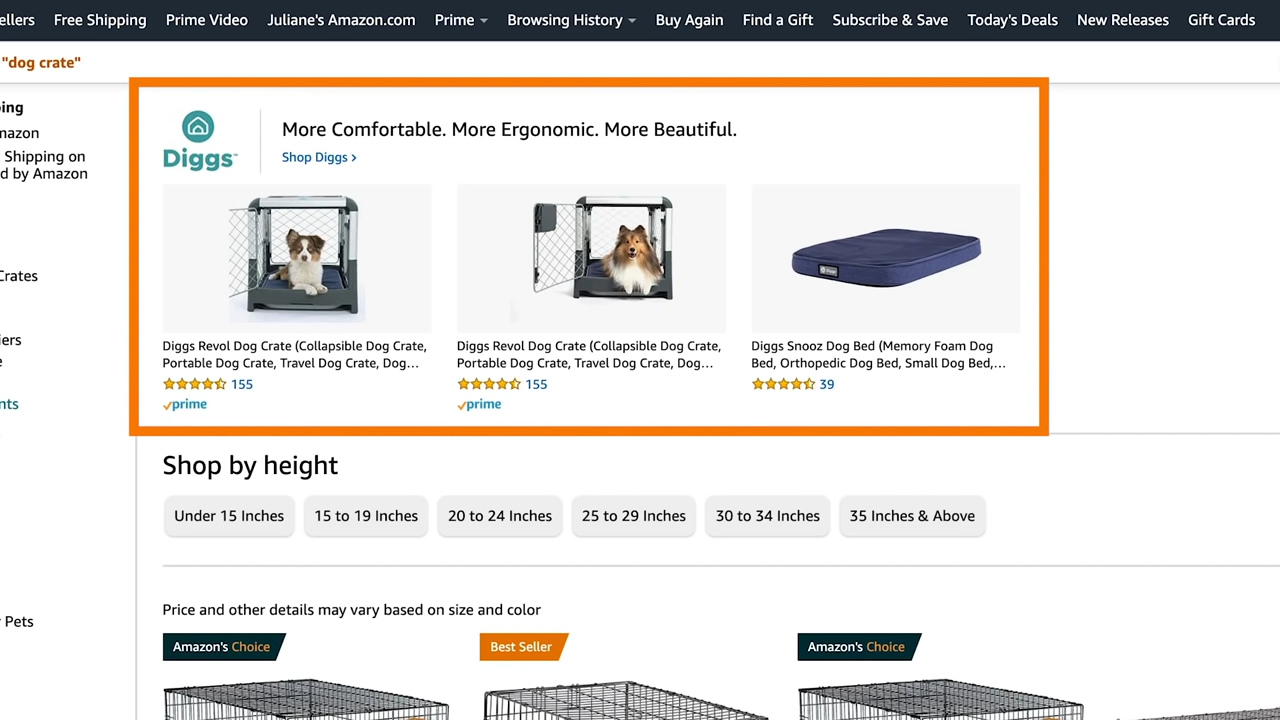 ellers Free Shipping Prime Video Juliane's Amazon.com Prime Browsing History Buy Again Find a Gift Subscribe & Save Today's Deals New Releases Gift Cards
"dog crate"
ping
mazon
Shipping on
d by Amazon
Crates
iers
e
nts
Pets
Diggs™
More Comfortable. More Ergonomic. More Beautiful.
Shop Diggs ›
Diggs Revol Dog Crate (Collapsible Dog Crate,
Portable Dog Crate, Travel Dog Crate, Dog…
155
prime
Diggs Revol Dog Crate (Collapsible Dog Crate,
Portable Dog Crate, Travel Dog Crate, Dog…
155
prime
Diggs Snooz Dog Bed (Memory Foam Dog
Bed, Orthopedic Dog Bed, Small Dog Bed,…
39
Shop by height
Under 15 Inches 15 to 19 Inches 20 to 24 Inches 25 to 29 Inches 30 to 34 Inches 35 Inches & Above
Price and other details may vary based on size and color
Amazon's Choice Best Seller Amazon's Choice